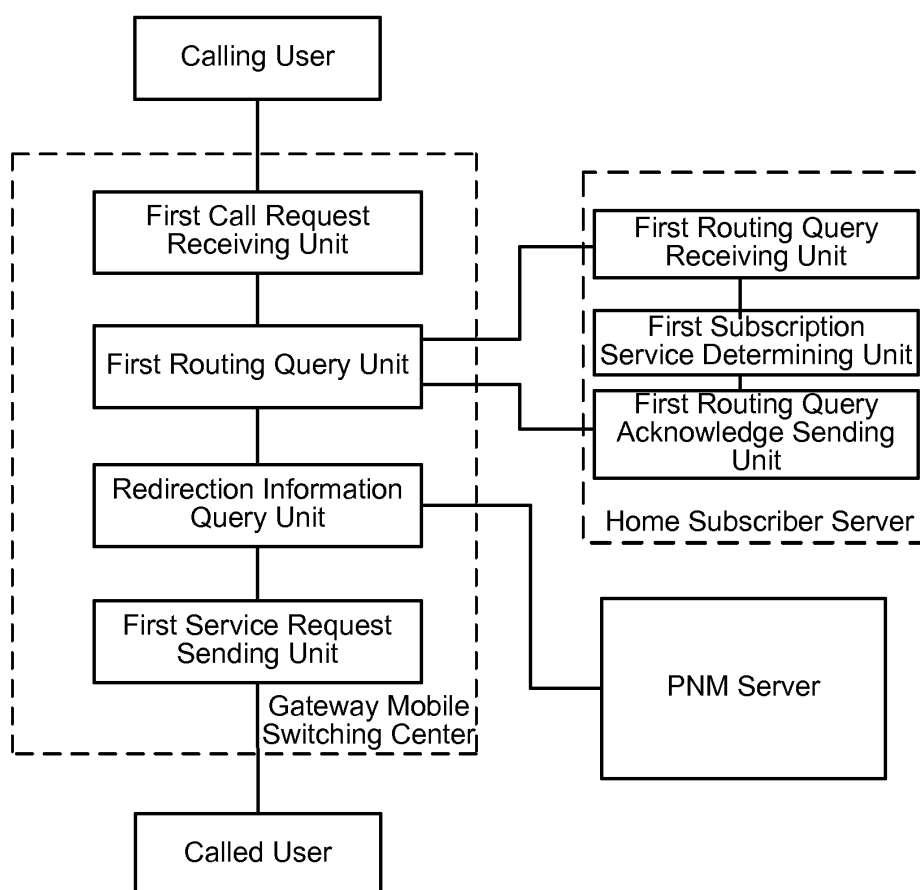 Calling User
First Call Request
Receiving Unit
First Routing Query Unit
Redirection Information
Query Unit
First Service Request
Sending Unit
Gateway Mobile
Switching Center
Called User
First Routing Query
Receiving Unit
First Subscription
Service Determining Unit
First Routing Query
Acknowledge Sending
Unit
Home Subscriber Server
PNM Server